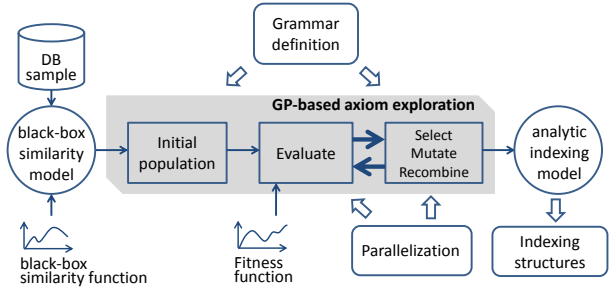 Grammar
definition
DB
sample
GP-based axiom exploration
black-box
similarity
model
Initial
population
Evaluate
Select
Mutate
Recombine
analytic
indexing
model
black-box
similarity function
Fitness
function
Parallelization
Indexing
structures